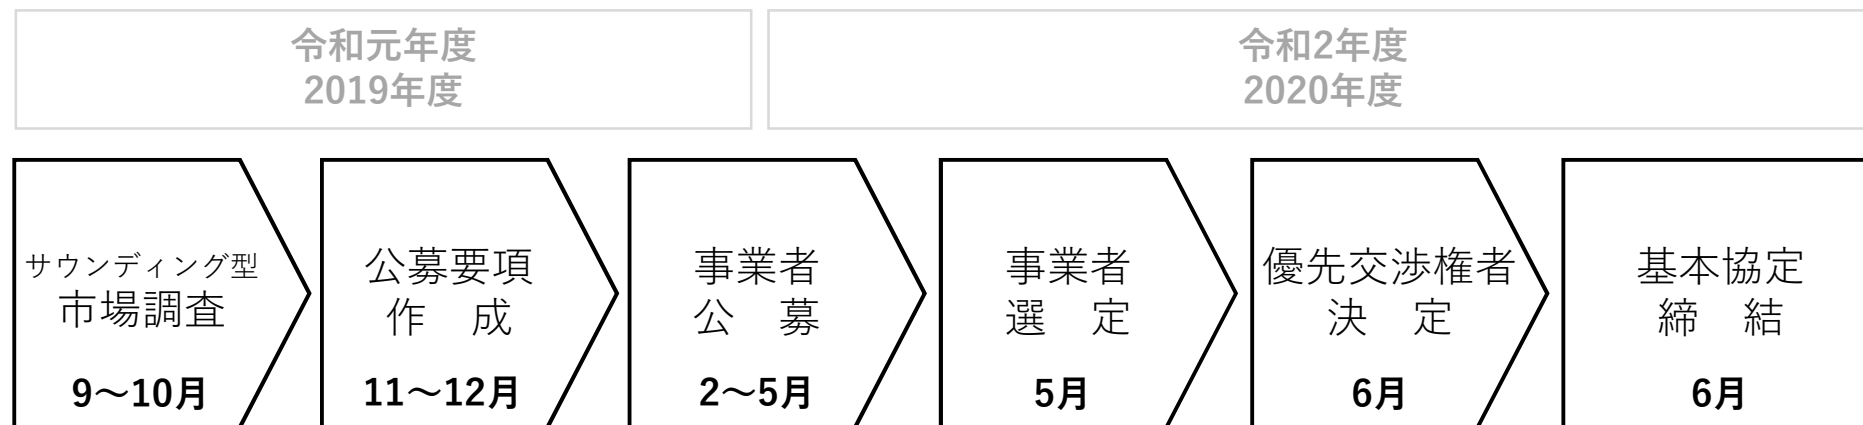 令和元年度
2019年度
令和2年度
2020年度
サウンディング型
市場調査
9～10月
公募要項
作　成
11～12月
事業者
公　募
2～5月
事業者
選　定
5月
優先交渉権者
決　定
6月
基本協定
締　結
6月